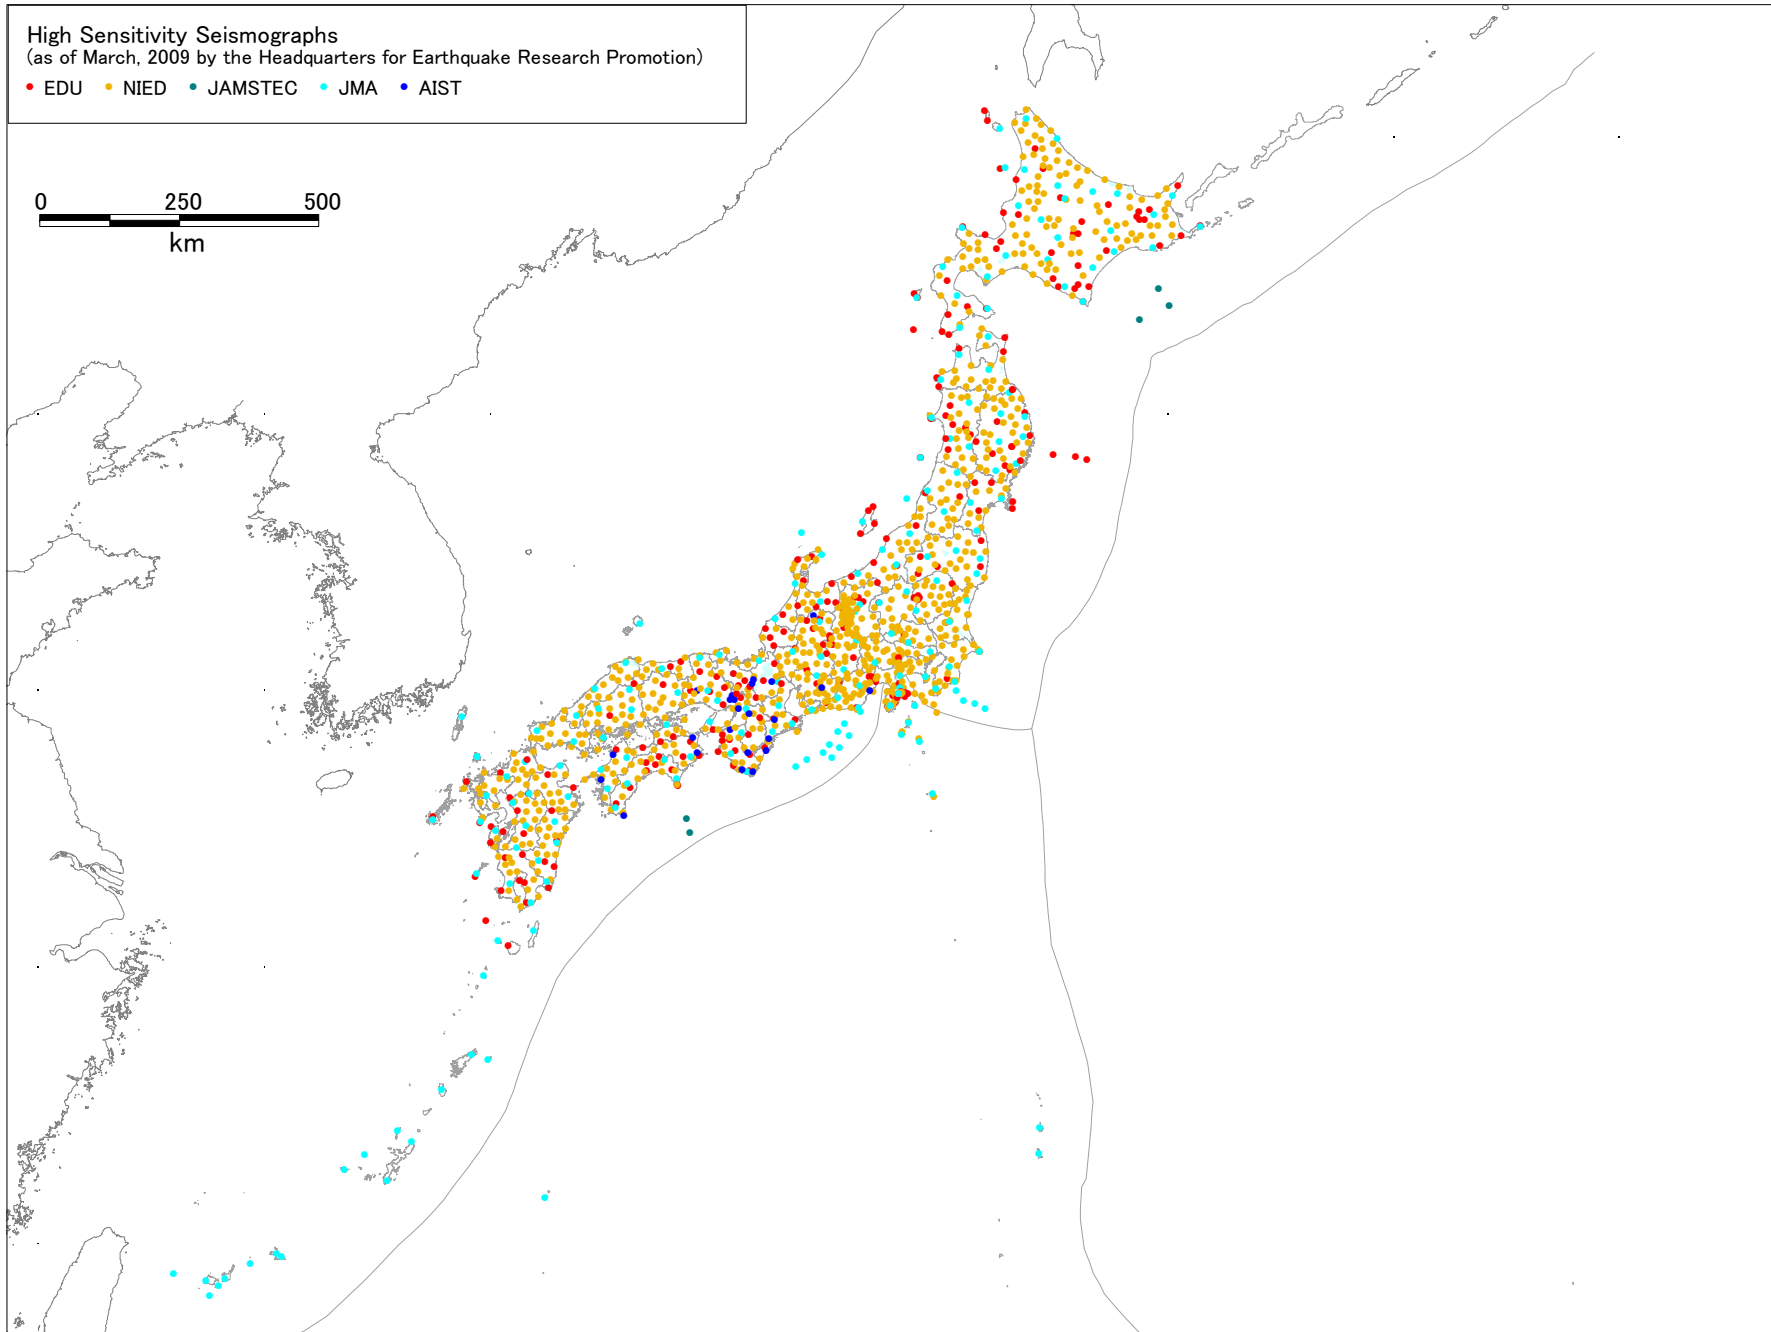 High Sensitivity Seismographs
(as of March, 2009 by the Headquarters for Earthquake Research Promotion)
EDU NIED JAMSTEC JMA AIST
0 250 500
km